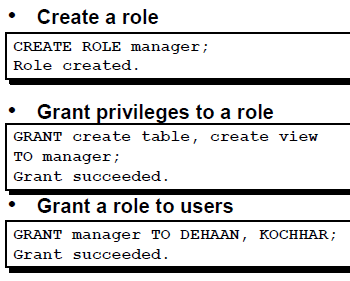 • Create a role
CREATE ROLE manager;
Role created.
• Grant privileges to a role
GRANT create table, create view
TO manager;
Grant succeeded.
• Grant a role to users
GRANT manager TO DEHAAN, KOCHHAR;
Grant succeeded.